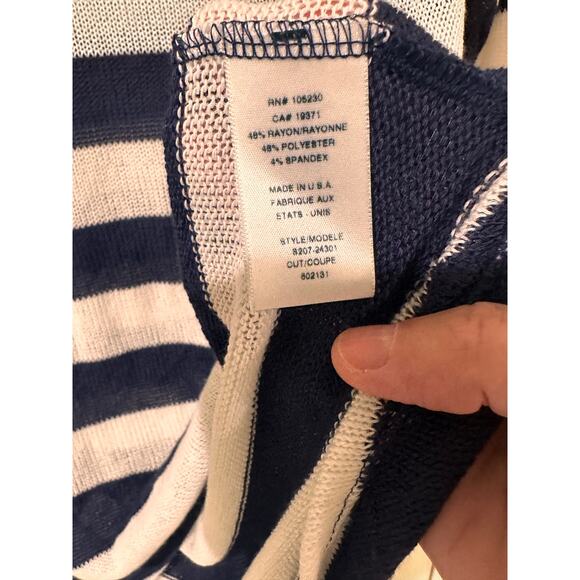 RN# 105230
CA# 19371
48% RAYON/RAYONNE
48% POLYESTER
4% SPANDEX
MADE IN U.S.A.
FABRIQUE AUX
ETATS - UNIS
STYLE/MODELE
S207-24301
CUT/COUPE
602131